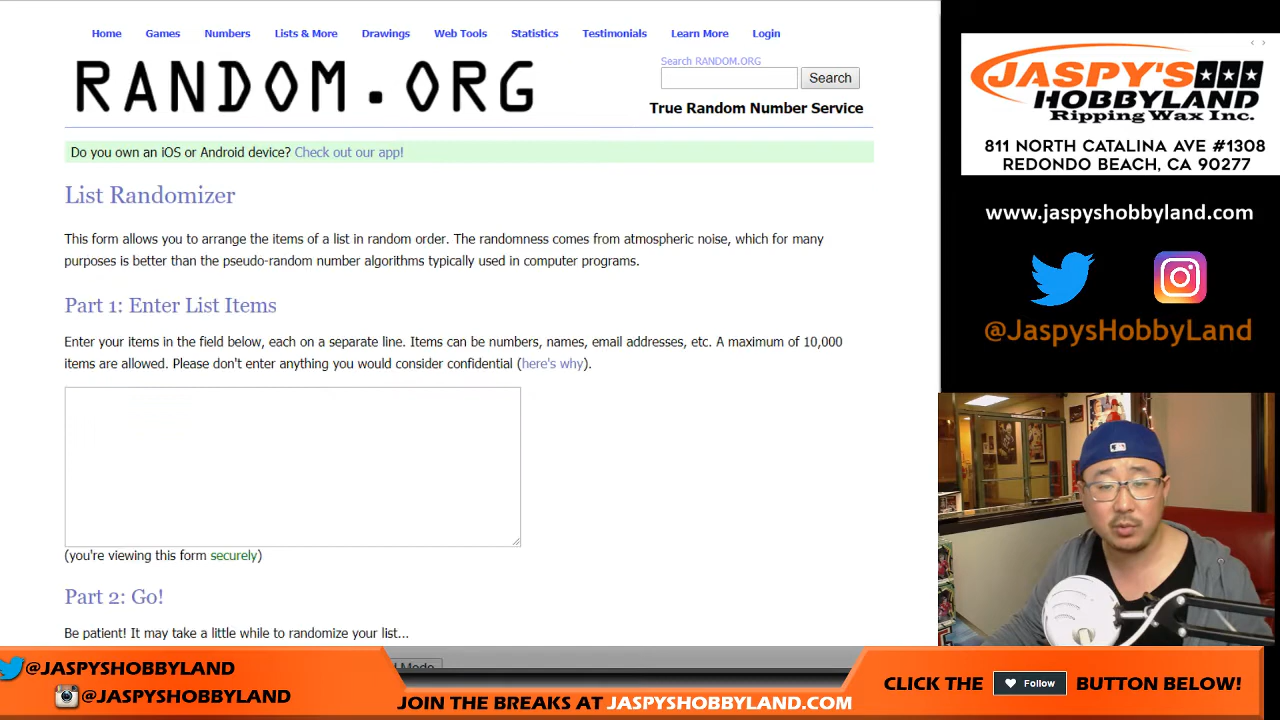 Home Games Numbers Lists & More Drawings Web Tools Statistics Testimonials Learn More Login
RANDOM.ORG
Search RANDOM.ORG
Search
True Random Number Service
Do you own an iOS or Android device? Check out our app!
List Randomizer
This form allows you to arrange the items of a list in random order. The randomness comes from atmospheric noise, which for many
purposes is better than the pseudo-random number algorithms typically used in computer programs.
Part 1: Enter List Items
Enter your items in the field below, each on a separate line. Items can be numbers, names, email addresses, etc. A maximum of 10,000
items are allowed. Please don't enter anything you would consider confidential (here's why).
(you're viewing this form securely)
Part 2: Go!
Be patient! It may take a little while to randomize your list...
JASPY'S
HOBBYLAND
Ripping Wax Inc.
811 NORTH CATALINA AVE #1308
REDONDO BEACH, CA 90277
www.jaspyshobbyland.com
@JaspysHobbyLand
@JASPYSHOBBYLAND
@JASPYSHOBBYLAND
JOIN THE BREAKS AT JASPYSHOBBYLAND.COM
CLICK THE Follow BUTTON BELOW!